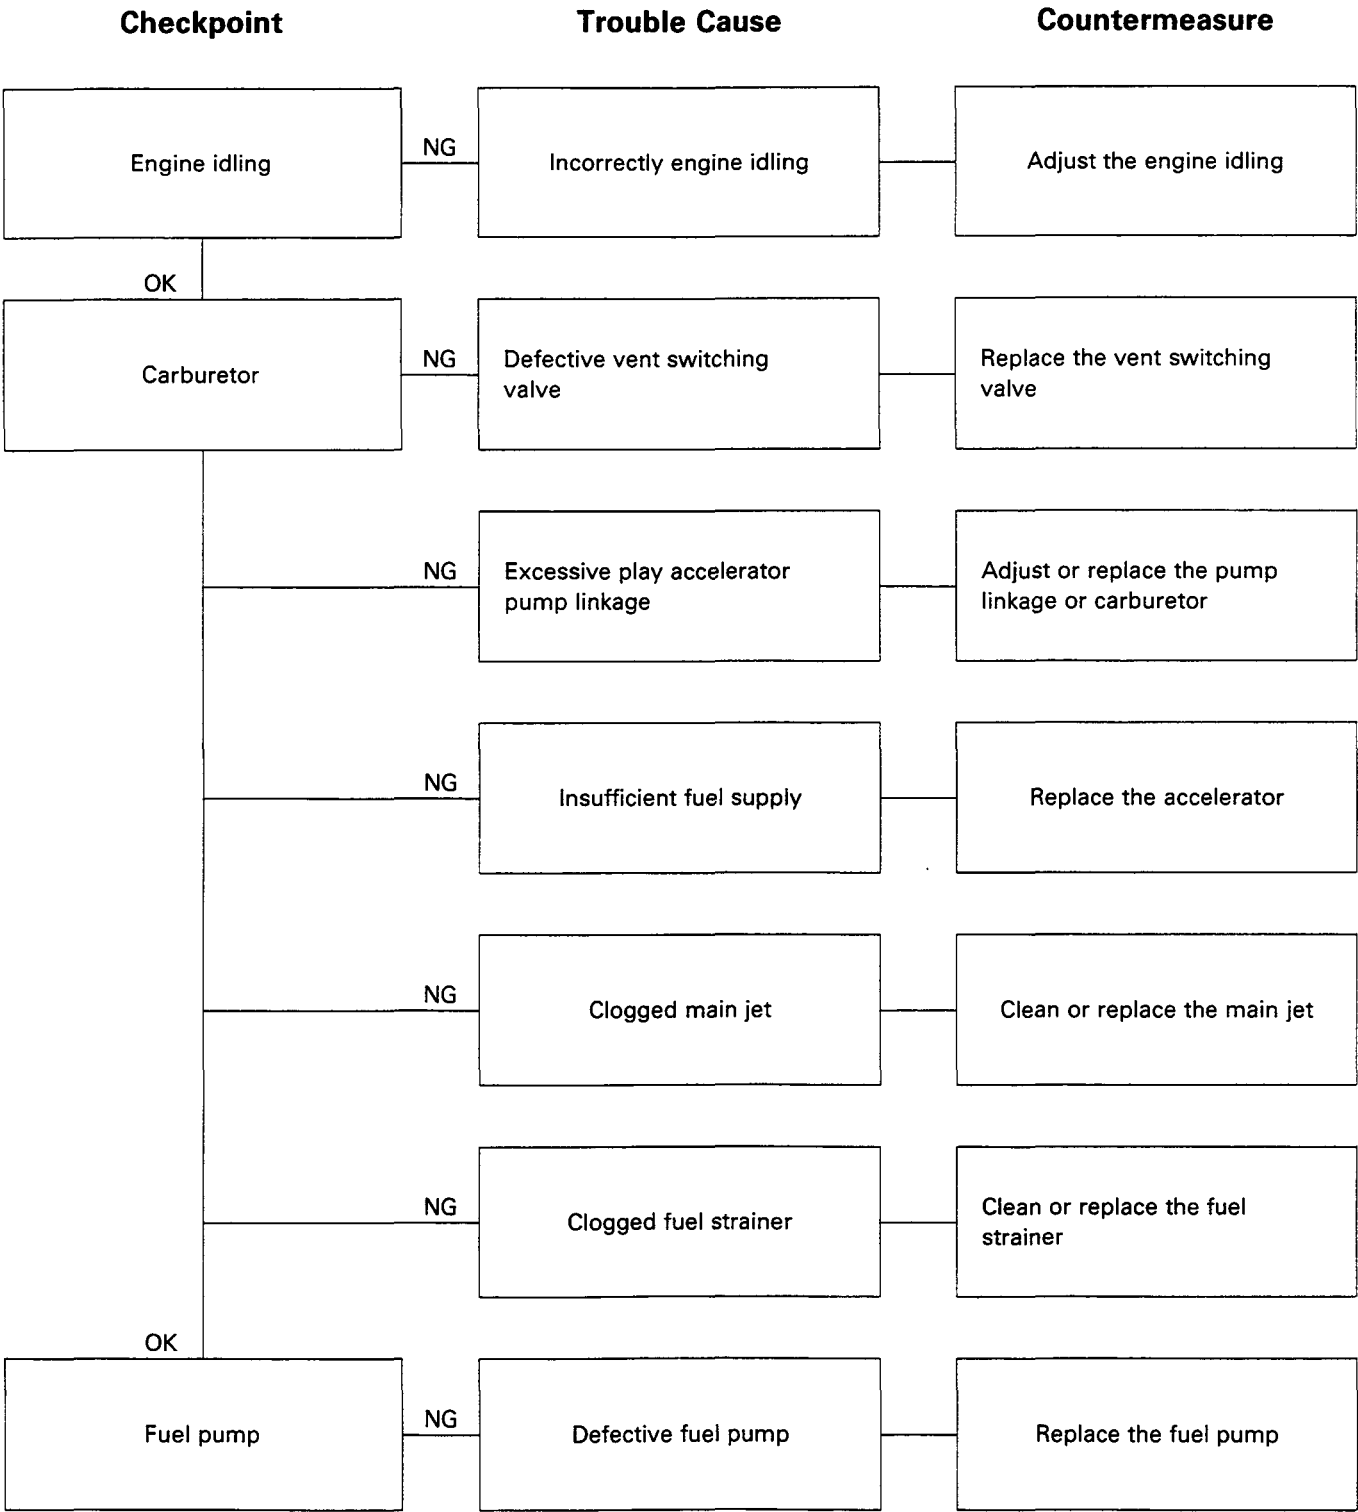 Checkpoint
Trouble Cause
Countermeasure
Engine idling
NG
Incorrectly engine idling
Adjust the engine idling
OK
Carburetor
NG
Defective vent switching
valve
Replace the vent switching
valve
NG
Excessive play accelerator
pump linkage
Adjust or replace the pump
linkage or carburetor
NG
Insufficient fuel supply
Replace the accelerator
NG
Clogged main jet
Clean or replace the main jet
NG
Clogged fuel strainer
Clean or replace the fuel
strainer
OK
Fuel pump
NG
Defective fuel pump
Replace the fuel pump